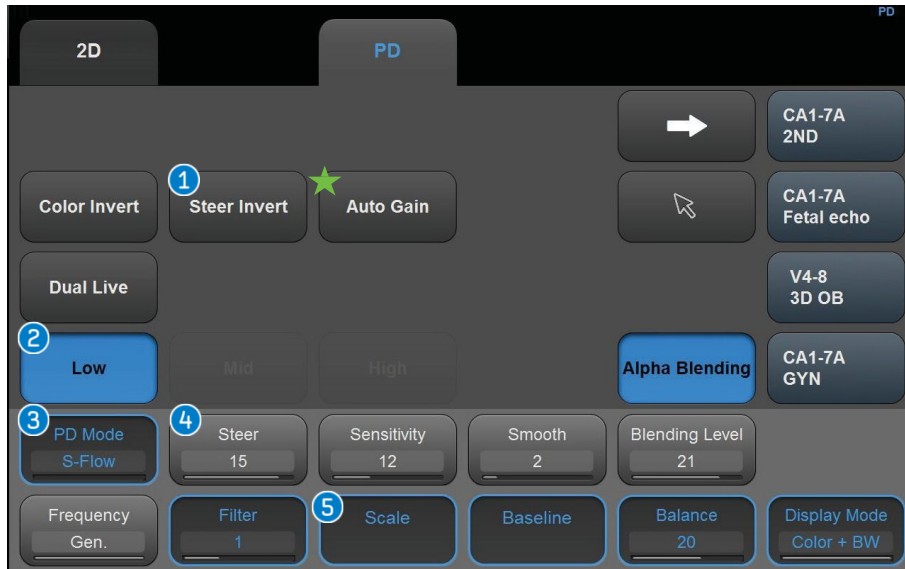 PD
2D
PD
CA1-7A
2ND
1
Color Invert
Steer Invert
Auto Gain
CA1-7A
Fetal echo
Dual Live
V4-8
3D OB
2
Low
Mid
High
Alpha Blending
CA1-7A
GYN
3
PD Mode
S-Flow
4
Steer
15
Sensitivity
12
Smooth
2
Blending Level
21
Frequency
Gen.
Filter
1
5
Scale
Baseline
Balance
20
Display Mode
Color + BW